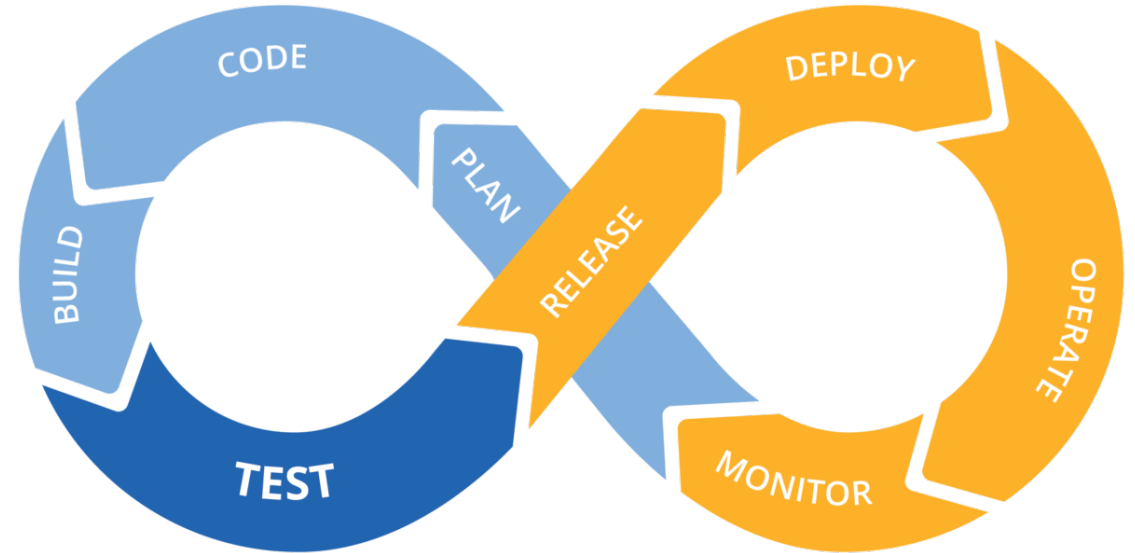 CODE
DEPLOY
PLAN
RELEASE
BUILD
OPERATE
TEST
MONITOR